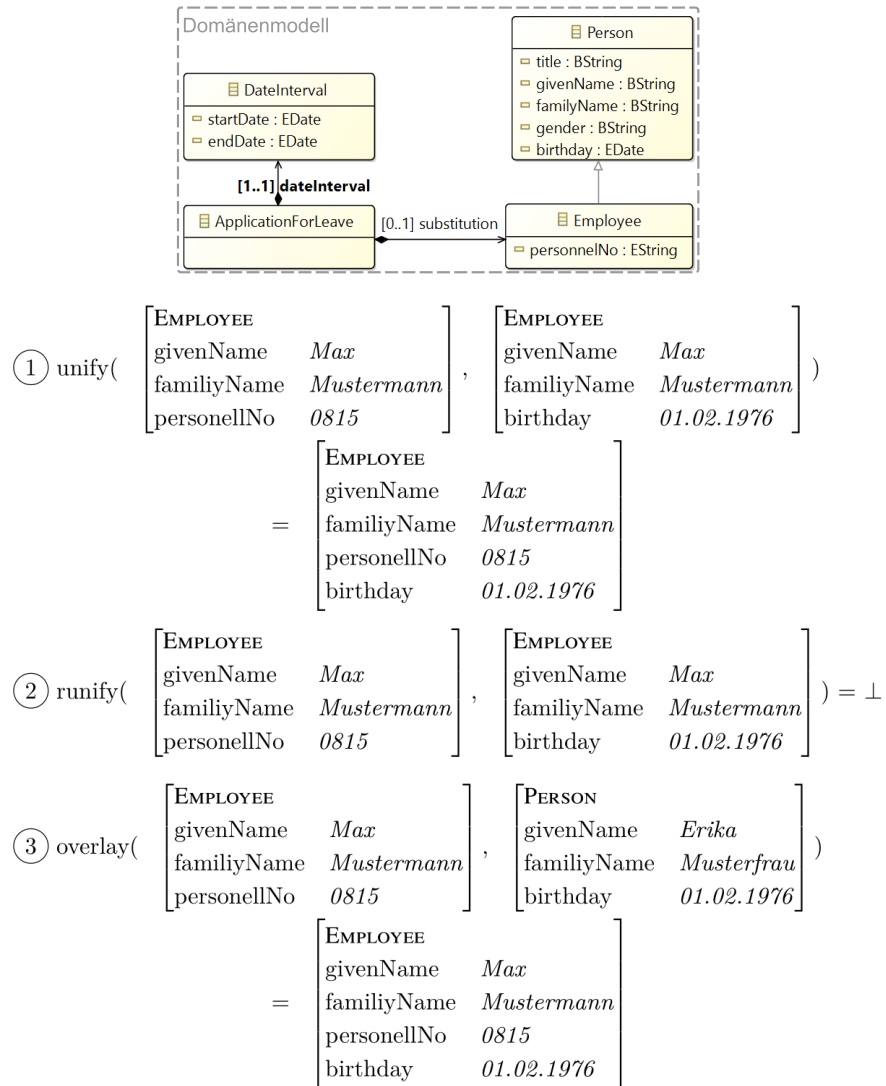 Domänenmodell
Person
title : BString
givenName : BString
familyName : BString
gender : BString
birthday : EDate
DateInterval
startDate : EDate
endDate : EDate
[1..1] dateInterval
ApplicationForLeave
[0..1] substitution
Employee
personnelNo : EString
1 unify(
EMPLOYEE
givenName Max
familiyName Mustermann
personellNo 0815
,
EMPLOYEE
givenName Max
familiyName Mustermann
birthday 01.02.1976
)
=
EMPLOYEE
givenName Max
familiyName Mustermann
personellNo 0815
birthday 01.02.1976
2 runify(
EMPLOYEE
givenName Max
familiyName Mustermann
personellNo 0815
,
EMPLOYEE
givenName Max
familiyName Mustermann
birthday 01.02.1976
) = ⊥
3 overlay(
EMPLOYEE
givenName Max
familiyName Mustermann
personellNo 0815
,
PERSON
givenName Erika
familiyName Musterfrau
birthday 01.02.1976
)
=
EMPLOYEE
givenName Max
familiyName Mustermann
personellNo 0815
birthday 01.02.1976